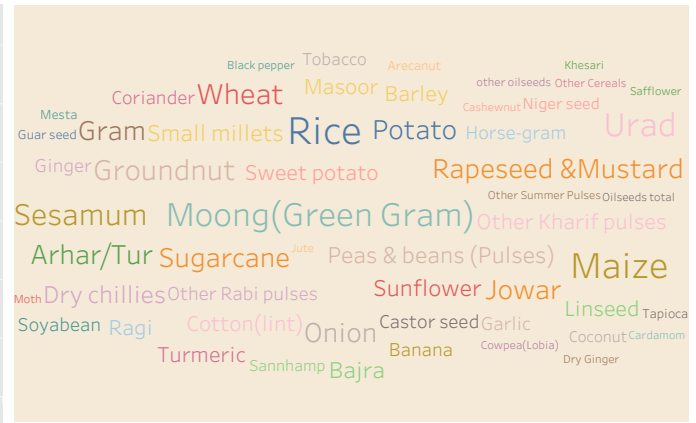 Black pepper
Tobacco
Arecanut
Khesari
Coriander
Wheat
Masoor
Barley
other oilseeds
Other Cereals
Safflower
Mesta
Cashewnut
Niger seed
Guar seed
Gram
Small millets
Rice
Potato
Horse-gram
Urad
Ginger
Groundnut
Sweet potato
Rapeseed &Mustard
Other Summer Pulses
Oilseeds total
Sesamum
Moong(Green Gram)
Other Kharif pulses
Arhar/Tur
Sugarcane
Jute
Peas & beans (Pulses)
Maize
Moth
Dry chillies
Other Rabi pulses
Sunflower
Jowar
Linseed
Tapioca
Soyabean
Ragi
Cotton(lint)
Onion
Castor seed
Garlic
Coconut
Cardamom
Turmeric
Sannhamp
Bajra
Banana
Cowpea(Lobia)
Dry Ginger